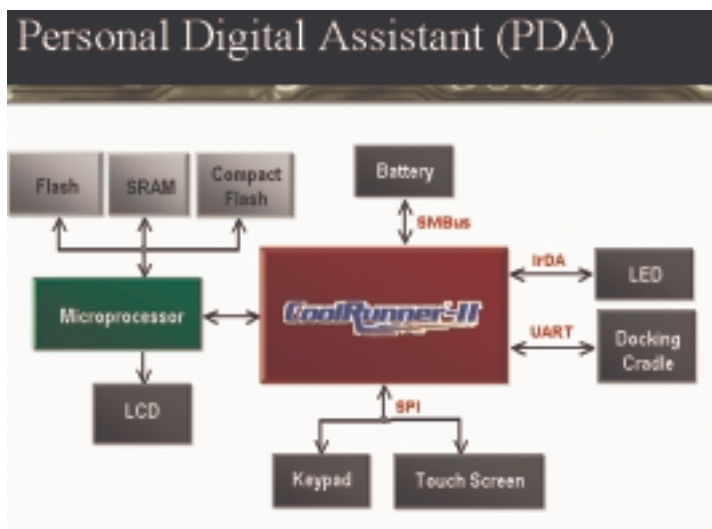 Personal Digital Assistant (PDA)
Flash
SRAM
Compact
Flash
Battery
SMBus
IrDA
LED
Microprocessor
CoolRunner-II
UART
Docking
Cradle
LCD
SPI
Keypad
Touch Screen